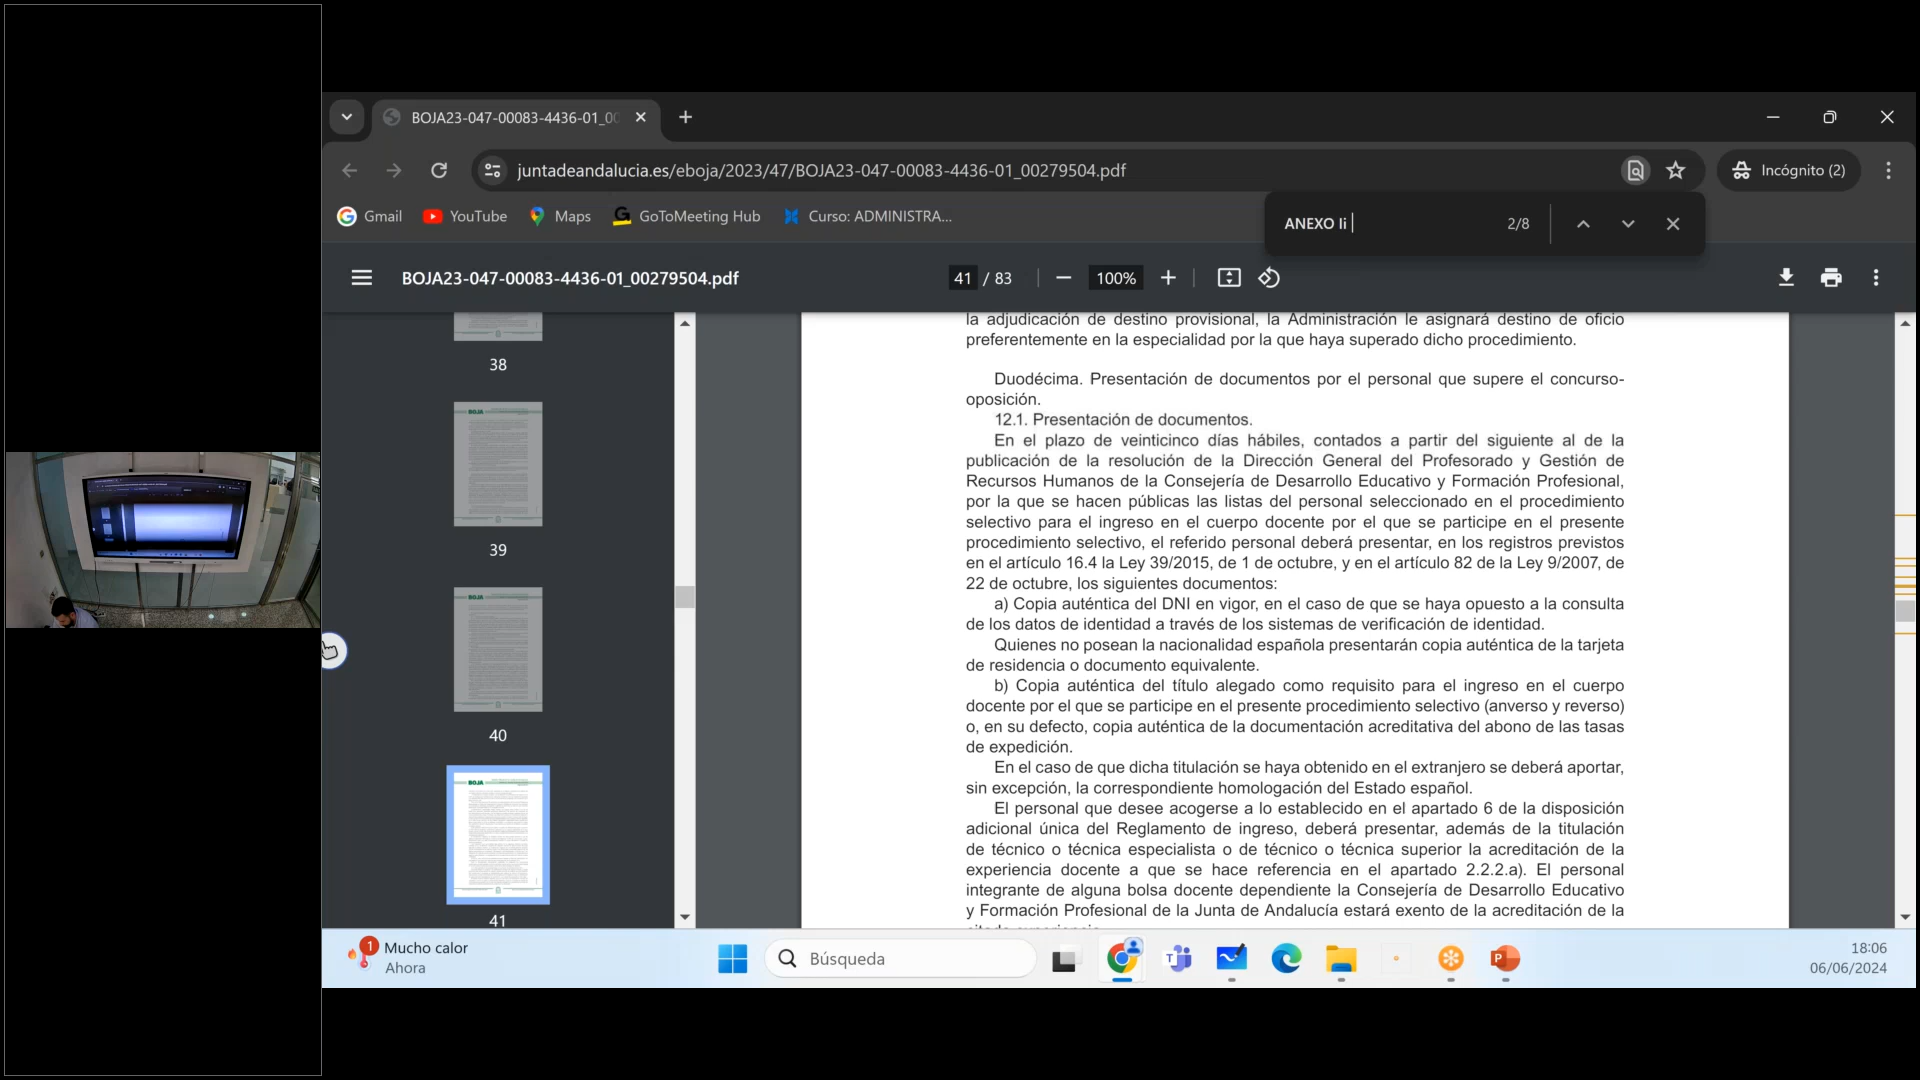 BOJA23-047-00083-4436-01_00
juntadeandalucia.es/eboja/2023/47/BOJA23-047-00083-4436-01_00279504.pdf
Incógnito (2)
Gmail
YouTube
Maps
GoToMeeting Hub
Curso: ADMINISTRA...
ANEXO Ii
2/8
BOJA23-047-00083-4436-01_00279504.pdf
41 / 83
100%
38
39
40
41
BOJA
BOJA
BOJA
la adjudicación de destino provisional, la Administración le asignará destino de oficio
preferentemente en la especialidad por la que haya superado dicho procedimiento.
Duodécima. Presentación de documentos por el personal que supere el concurso-
oposición.
12.1. Presentación de documentos.
En el plazo de veinticinco días hábiles, contados a partir del siguiente al de la
publicación de la resolución de la Dirección General del Profesorado y Gestión de
Recursos Humanos de la Consejería de Desarrollo Educativo y Formación Profesional,
por la que se hacen públicas las listas del personal seleccionado en el procedimiento
selectivo para el ingreso en el cuerpo docente por el que se participe en el presente
procedimiento selectivo, el referido personal deberá presentar, en los registros previstos
en el artículo 16.4 la Ley 39/2015, de 1 de octubre, y en el artículo 82 de la Ley 9/2007, de
22 de octubre, los siguientes documentos:
a) Copia auténtica del DNI en vigor, en el caso de que se haya opuesto a la consulta
de los datos de identidad a través de los sistemas de verificación de identidad.
Quienes no posean la nacionalidad española presentarán copia auténtica de la tarjeta
de residencia o documento equivalente.
b) Copia auténtica del título alegado como requisito para el ingreso en el cuerpo
docente por el que se participe en el presente procedimiento selectivo (anverso y reverso)
o, en su defecto, copia auténtica de la documentación acreditativa del abono de las tasas
de expedición.
En el caso de que dicha titulación se haya obtenido en el extranjero se deberá aportar,
sin excepción, la correspondiente homologación del Estado español.
El personal que desee acogerse a lo establecido en el apartado 6 de la disposición
adicional única del Reglamento de ingreso, deberá presentar, además de la titulación
de técnico o técnica especialista o de técnico o técnica superior la acreditación de la
experiencia docente a que se hace referencia en el apartado 2.2.2.a). El personal
integrante de alguna bolsa docente dependiente la Consejería de Desarrollo Educativo
y Formación Profesional de la Junta de Andalucía estará exento de la acreditación de la
1
Mucho calor
Ahora
Búsqueda
18:06
06/06/2024